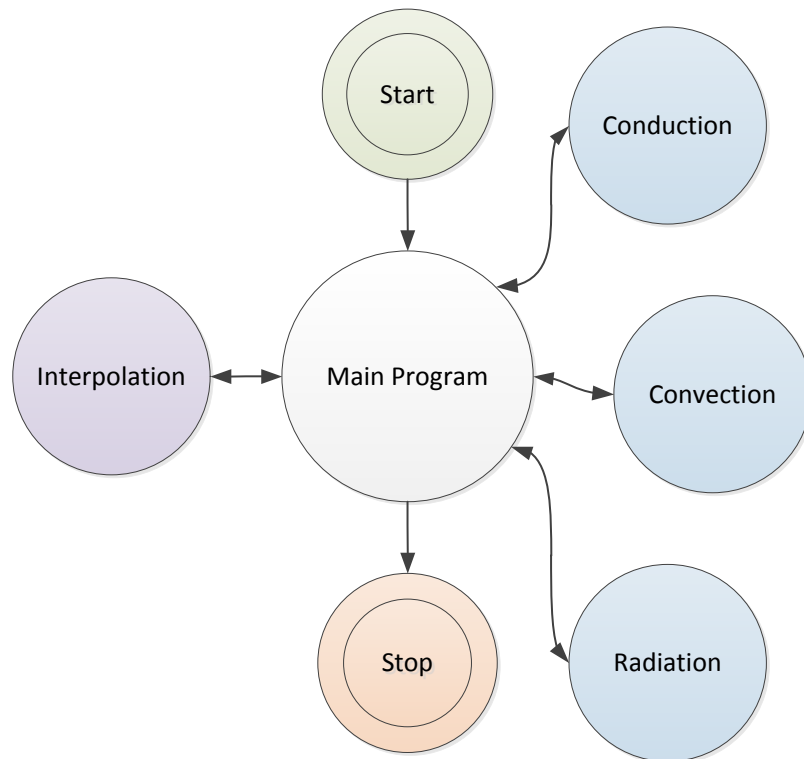 Start
Conduction
Interpolation
Main Program
Convection
Stop
Radiation